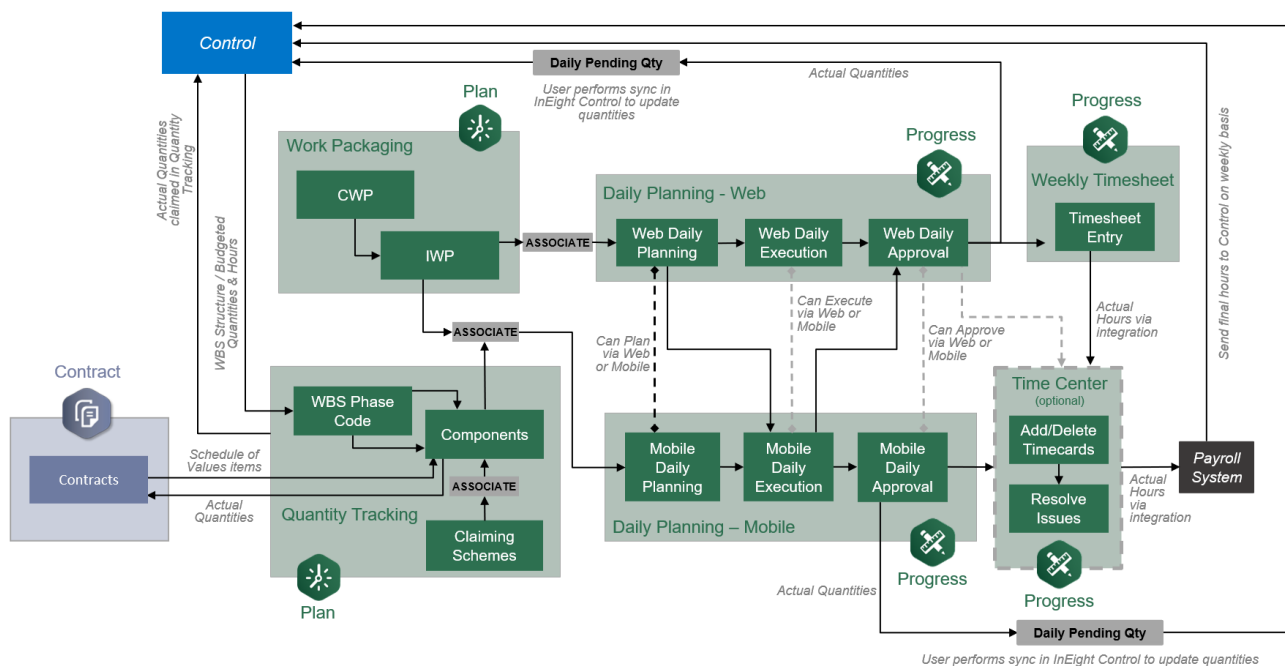 Control
Daily Pending Qty
User performs sync in
InEight Control to update
quantities
Actual Quantities
Plan
Progress
Progress
Actual Quantities
claimed in Quantity
Tracking
WBS Structure / Budgeted
Quantities & Hours
Work Packaging
CWP
IWP
ASSOCIATE
Daily Planning - Web
Web Daily
Planning
Web Daily
Execution
Web Daily
Approval
Weekly Timesheet
Timesheet
Entry
Send final hours to Control on weekly basis
ASSOCIATE
Can Plan
via Web
or Mobile
Can Execute
via Web or
Mobile
Can Approve
via Web or
Mobile
Actual
Hours via
integration
Contract
Contracts
Schedule of
Values items
Actual
Quantities
WBS Phase
Code
Components
ASSOCIATE
Quantity Tracking
Claiming
Schemes
Plan
Mobile
Daily
Planning
Mobile
Daily
Execution
Mobile
Daily
Approval
Daily Planning – Mobile
Progress
Time Center
(optional)
Add/Delete
Timecards
Resolve
Issues
Progress
Actual
Hours
via
integration
Payroll
System
Actual Quantities
Daily Pending Qty
User performs sync in InEight Control to update quantities